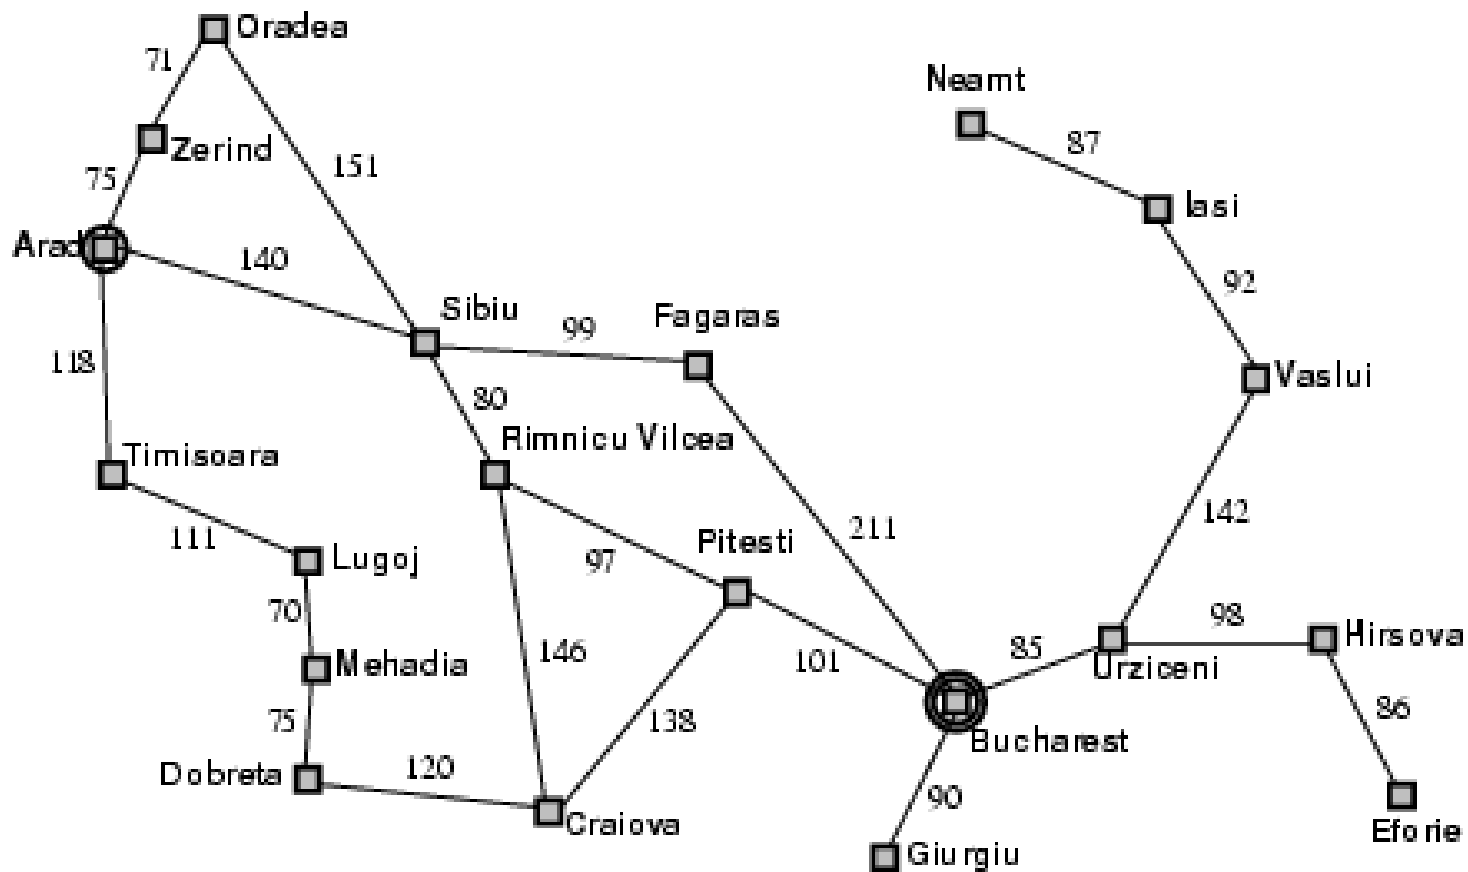 Oradea
71
Neamt
Zerind
87
151
75
Iasi
Arad
140
92
Sibiu
Fagaras
99
118
Vaslui
80
Rimnicu Vilcea
Timisoara
142
211
111
Pitesti
Lugoj
97
70
98
Hirsova
85
146
101
Mehadia
Urziceni
75
138
86
Bucharest
120
Dobreta
90
Craiova
Eforie
Giurgiu